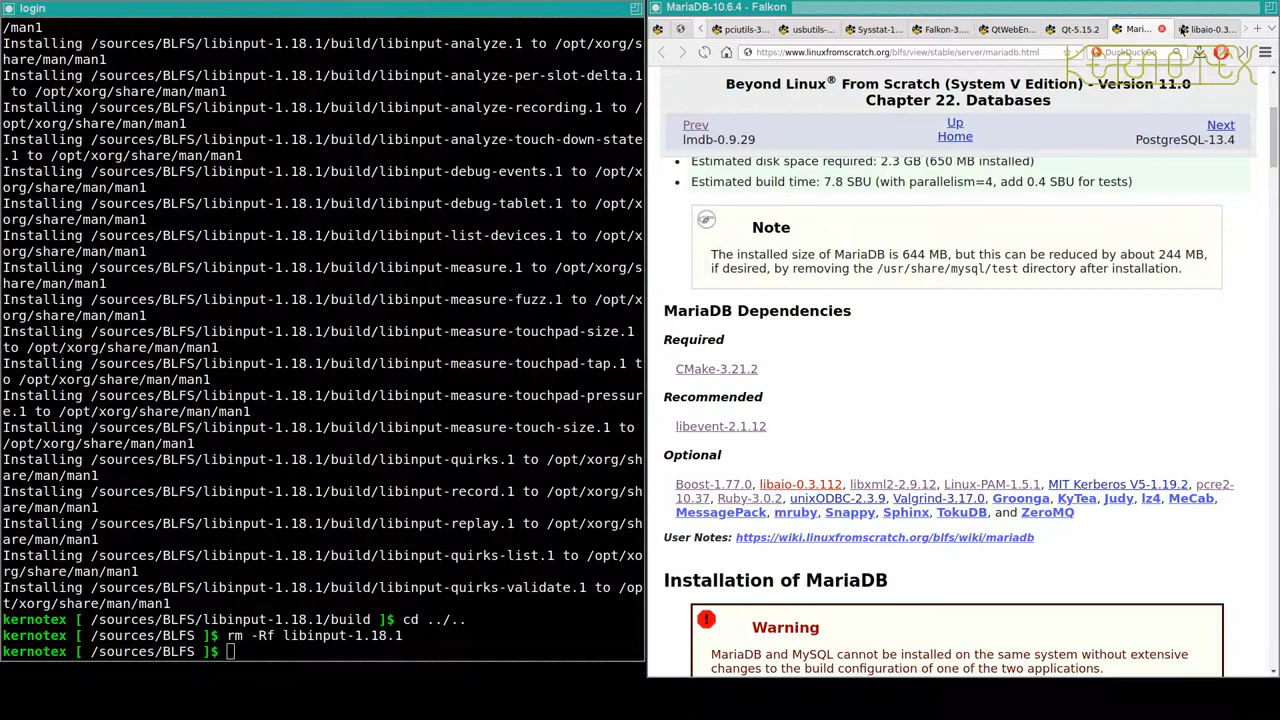 login
/man1
Installing /sources/BLFS/libinput-1.18.1/build/libinput-analyze.1 to /opt/xorg/s
hare/man/man1
Installing /sources/BLFS/libinput-1.18.1/build/libinput-analyze-per-slot-delta.1
 to /opt/xorg/share/man/man1
Installing /sources/BLFS/libinput-1.18.1/build/libinput-analyze-recording.1 to /
opt/xorg/share/man/man1
Installing /sources/BLFS/libinput-1.18.1/build/libinput-analyze-touch-down-state
.1 to /opt/xorg/share/man/man1
Installing /sources/BLFS/libinput-1.18.1/build/libinput-debug-events.1 to /opt/x
org/share/man/man1
Installing /sources/BLFS/libinput-1.18.1/build/libinput-debug-tablet.1 to /opt/x
org/share/man/man1
Installing /sources/BLFS/libinput-1.18.1/build/libinput-list-devices.1 to /opt/x
org/share/man/man1
Installing /sources/BLFS/libinput-1.18.1/build/libinput-measure.1 to /opt/xorg/s
hare/man/man1
Installing /sources/BLFS/libinput-1.18.1/build/libinput-measure-fuzz.1 to /opt/x
org/share/man/man1
Installing /sources/BLFS/libinput-1.18.1/build/libinput-measure-touchpad-size.1
to /opt/xorg/share/man/man1
Installing /sources/BLFS/libinput-1.18.1/build/libinput-measure-touchpad-tap.1 t
o /opt/xorg/share/man/man1
Installing /sources/BLFS/libinput-1.18.1/build/libinput-measure-touchpad-pressur
e.1 to /opt/xorg/share/man/man1
Installing /sources/BLFS/libinput-1.18.1/build/libinput-measure-touch-size.1 to
/opt/xorg/share/man/man1
Installing /sources/BLFS/libinput-1.18.1/build/libinput-quirks.1 to /opt/xorg/sh
are/man/man1
Installing /sources/BLFS/libinput-1.18.1/build/libinput-record.1 to /opt/xorg/sh
are/man/man1
Installing /sources/BLFS/libinput-1.18.1/build/libinput-replay.1 to /opt/xorg/sh
are/man/man1
Installing /sources/BLFS/libinput-1.18.1/build/libinput-quirks-list.1 to /opt/xo
rg/share/man/man1
Installing /sources/BLFS/libinput-1.18.1/build/libinput-quirks-validate.1 to /op
t/xorg/share/man/man1
kernotex [ /sources/BLFS/libinput-1.18.1/build ]$ cd ../..
kernotex [ /sources/BLFS ]$ rm -Rf libinput-1.18.1
kernotex [ /sources/BLFS ]$
MariaDB-10.6.4 - Falkon
pciutils-3... usbutils-... Sysstat-1... Falkon-3.... QtWebEn... Qt-5.15.2 Mari... libaio-0.3...
https://www.linuxfromscratch.org/blfs/view/stable/server/mariadb.html DuckDuckGo
KERNOTEX
Beyond Linux® From Scratch (System V Edition) - Version 11.0
Chapter 22. Databases
Prev Up Next
lmdb-0.9.29 Home PostgreSQL-13.4
• Estimated disk space required: 2.3 GB (650 MB installed)
• Estimated build time: 7.8 SBU (with parallelism=4, add 0.4 SBU for tests)
Note
The installed size of MariaDB is 644 MB, but this can be reduced by about 244 MB,
if desired, by removing the /usr/share/mysql/test directory after installation.
MariaDB Dependencies
Required
CMake-3.21.2
Recommended
libevent-2.1.12
Optional
Boost-1.77.0, libaio-0.3.112, libxml2-2.9.12, Linux-PAM-1.5.1, MIT Kerberos V5-1.19.2, pcre2-
10.37, Ruby-3.0.2, unixODBC-2.3.9, Valgrind-3.17.0, Groonga, KyTea, Judy, lz4, MeCab,
MessagePack, mruby, Snappy, Sphinx, TokuDB, and ZeroMQ
User Notes: https://wiki.linuxfromscratch.org/blfs/wiki/mariadb
Installation of MariaDB
Warning
MariaDB and MySQL cannot be installed on the same system without extensive
changes to the build configuration of one of the two applications.